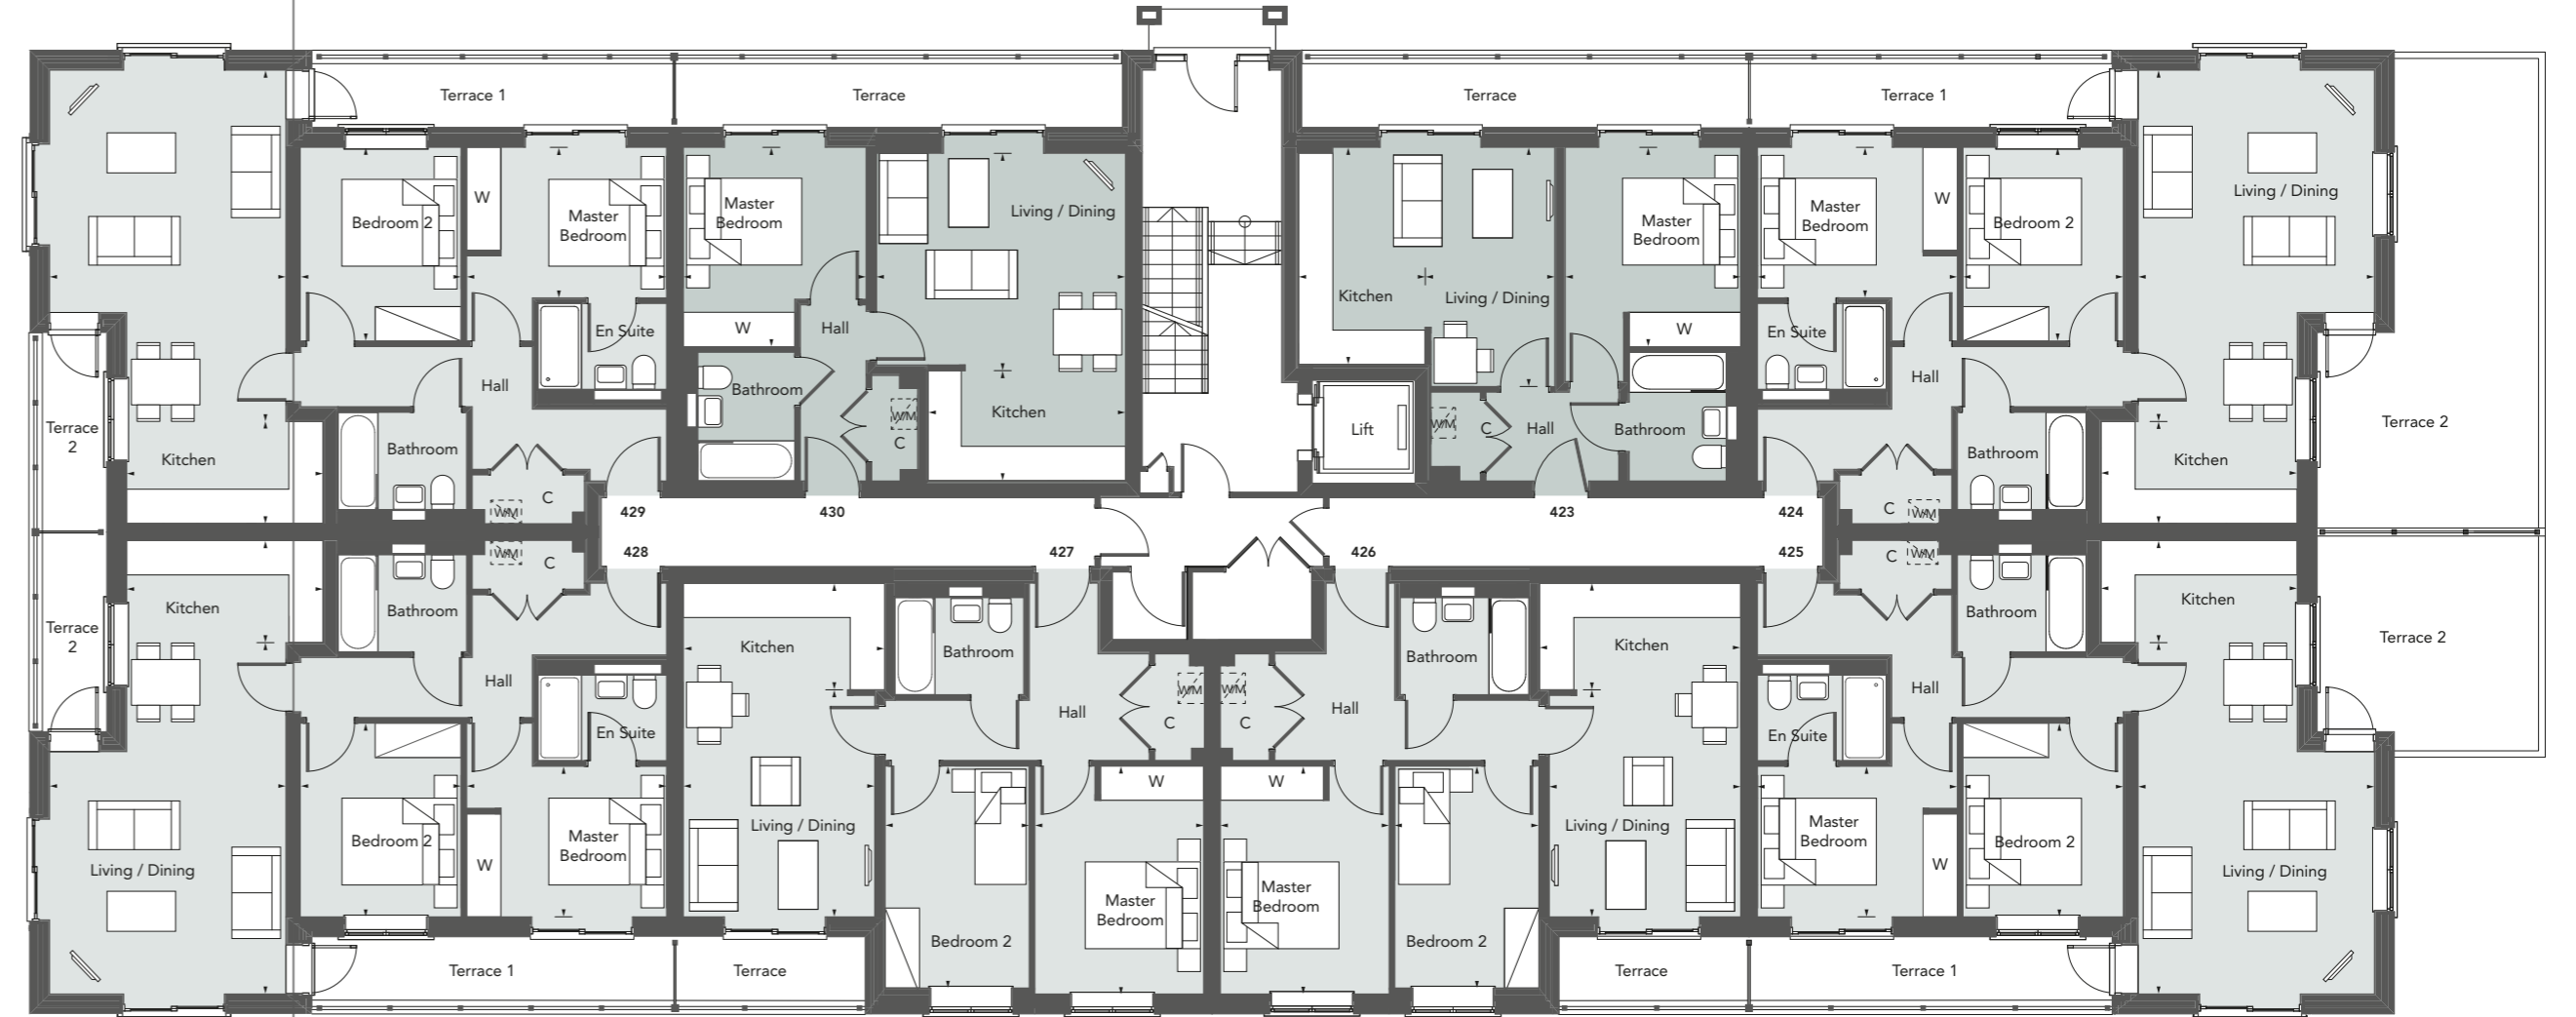 Terrace 1
Terrace
Terrace
Terrace 1
Bedroom 2
W
Master
Bedroom
Master
Bedroom
Living / Dining
Master
Bedroom
Master
Bedroom
W
Bedroom 2
Living / Dining
En Suite
W
Hall
Kitchen
Living / Dining
W
En Suite
Hall
Bathroom
Kitchen
WM
C
Lift
WM
C
Hall
Bathroom
Hall
Terrace
2
Kitchen
Bathroom
C
WM
Bathroom
C
WM
Kitchen
Terrace 2
429
430
423
424
428
427
426
425
WM
C
C
WM
Terrace
2
Kitchen
Bathroom
Hall
En Suite
Kitchen
Bathroom
Hall
WM
C
WM
C
Hall
Bathroom
Kitchen
Bathroom
Hall
En Suite
Kitchen
Terrace 2
Living / Dining
Bedroom 2
W
Master
Bedroom
Living / Dining
Bedroom 2
W
Master
Bedroom
W
Master
Bedroom
Bedroom 2
Living / Dining
Master
Bedroom
W
Bedroom 2
Living / Dining
Terrace 1
Terrace
Terrace
Terrace 1